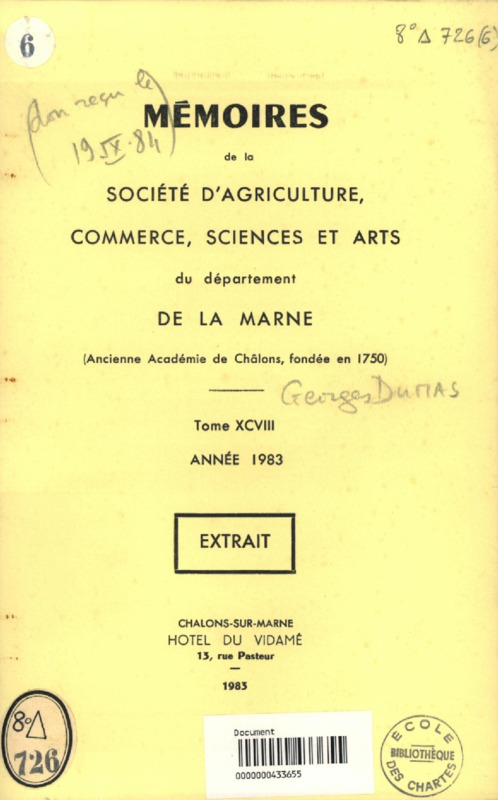 6
8° Δ 726(6)
(don reçu le
19 IX 84)
MÉMOIRES
de la
SOCIÉTÉ D'AGRICULTURE,
COMMERCE, SCIENCES ET ARTS
du département
DE LA MARNE
(Ancienne Académie de Châlons, fondée en 1750)
Georges DUMAS
Tome XCVIII
ANNÉE 1983
EXTRAIT
CHALONS-SUR-MARNE
HOTEL DU VIDAMÉ
13, rue Pasteur
1983
8° Δ
726
Document
0000000433655
ECOLE
BIBLIOTHÈQUE
DES CHARTES